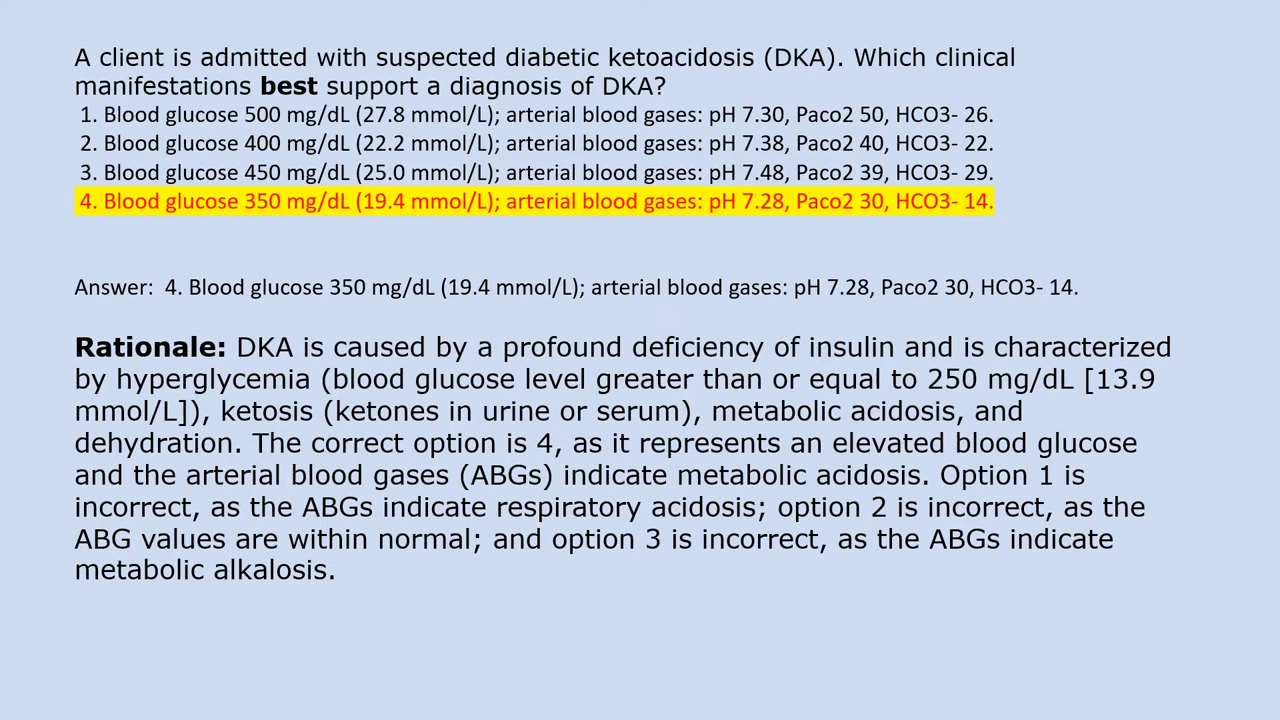 A client is admitted with suspected diabetic ketoacidosis (DKA). Which clinical
manifestations best support a diagnosis of DKA?
1. Blood glucose 500 mg/dL (27.8 mmol/L); arterial blood gases: pH 7.30, Paco2 50, HCO3- 26.
2. Blood glucose 400 mg/dL (22.2 mmol/L); arterial blood gases: pH 7.38, Paco2 40, HCO3- 22.
3. Blood glucose 450 mg/dL (25.0 mmol/L); arterial blood gases: pH 7.48, Paco2 39, HCO3- 29.
4. Blood glucose 350 mg/dL (19.4 mmol/L); arterial blood gases: pH 7.28, Paco2 30, HCO3- 14.
Answer: 4. Blood glucose 350 mg/dL (19.4 mmol/L); arterial blood gases: pH 7.28, Paco2 30, HCO3- 14.
Rationale: DKA is caused by a profound deficiency of insulin and is characterized
by hyperglycemia (blood glucose level greater than or equal to 250 mg/dL [13.9
mmol/L]), ketosis (ketones in urine or serum), metabolic acidosis, and
dehydration. The correct option is 4, as it represents an elevated blood glucose
and the arterial blood gases (ABGs) indicate metabolic acidosis. Option 1 is
incorrect, as the ABGs indicate respiratory acidosis; option 2 is incorrect, as the
ABG values are within normal; and option 3 is incorrect, as the ABGs indicate
metabolic alkalosis.